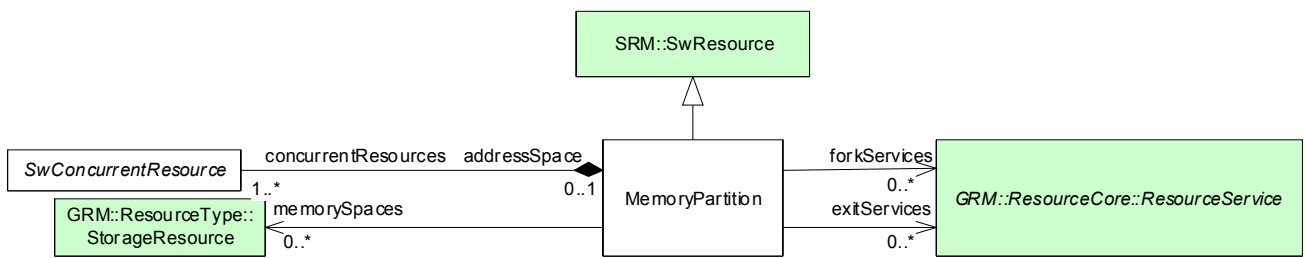 SRM::SwResource
SwConcurrentResource
concurrentResources
addressSpace
1..*
0..1
GRM::ResourceType::
StorageResource
memorySpaces
0..*
MemoryPartition
forkServices
0..*
exitServices
0..*
GRM::ResourceCore::ResourceService